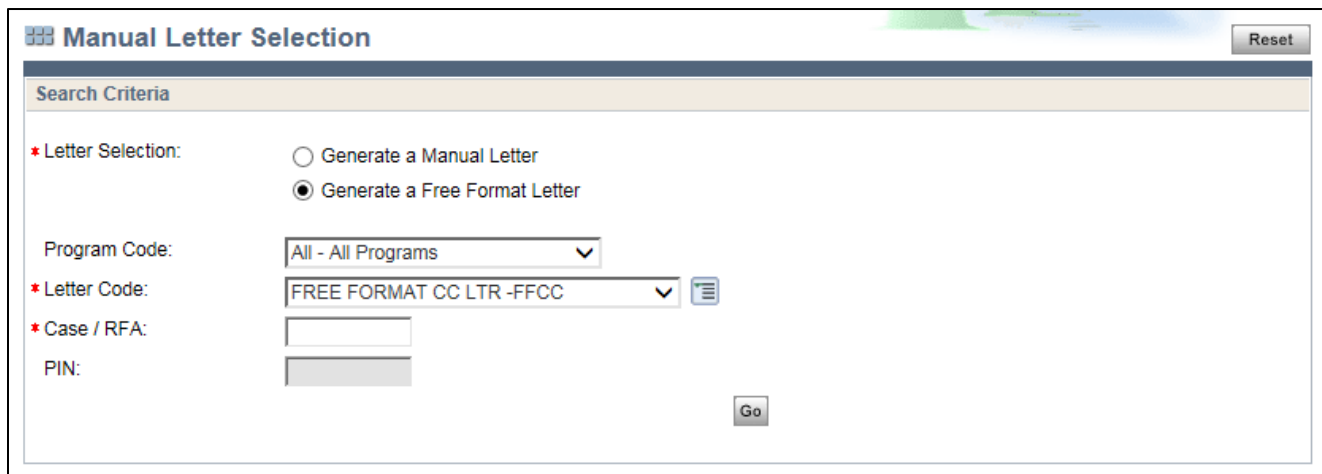 Manual Letter Selection
Reset
Search Criteria
* Letter Selection:
Generate a Manual Letter
Generate a Free Format Letter
Program Code: All - All Programs
* Letter Code: FREE FORMAT CC LTR -FFCC
* Case / RFA:
PIN:
Go